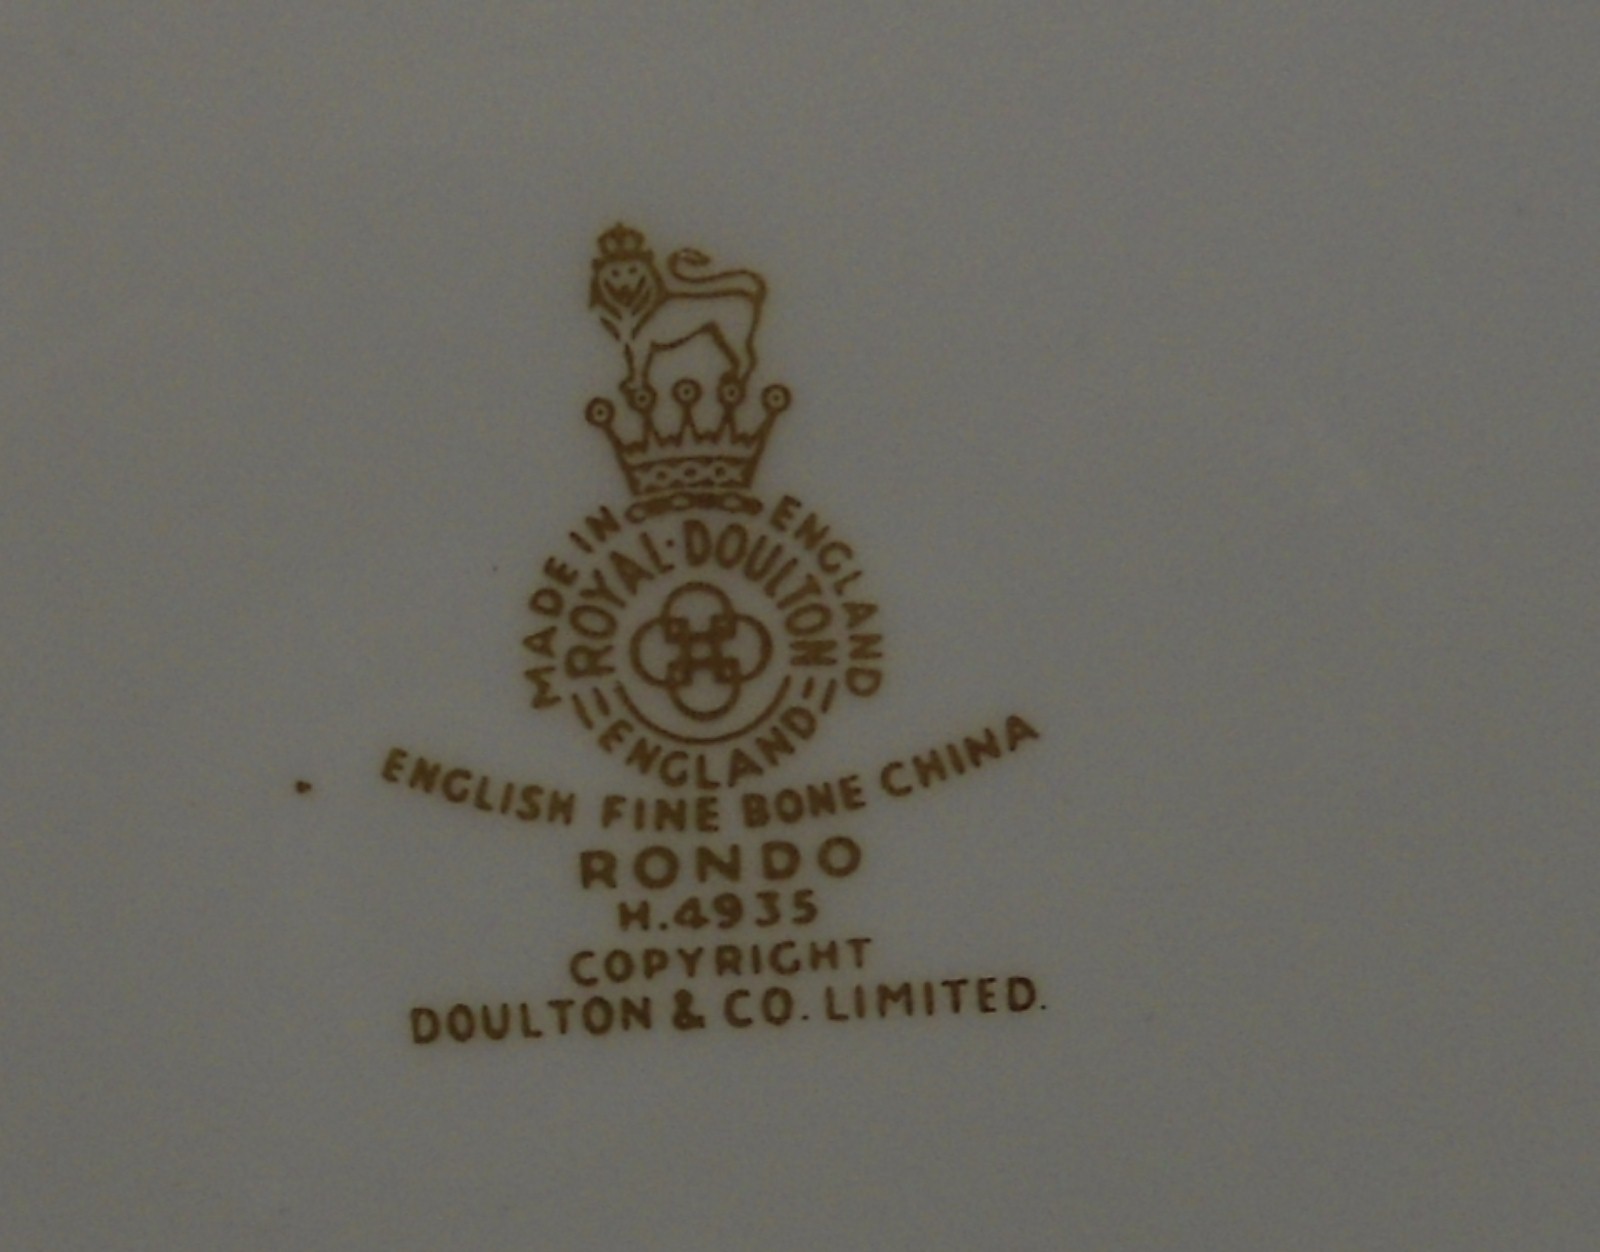 MADE IN ENGLAND
ROYAL·DOULTON
ENGLAND
ENGLISH FINE BONE CHINA
RONDO
H.4935
COPYRIGHT
DOULTON & CO. LIMITED.